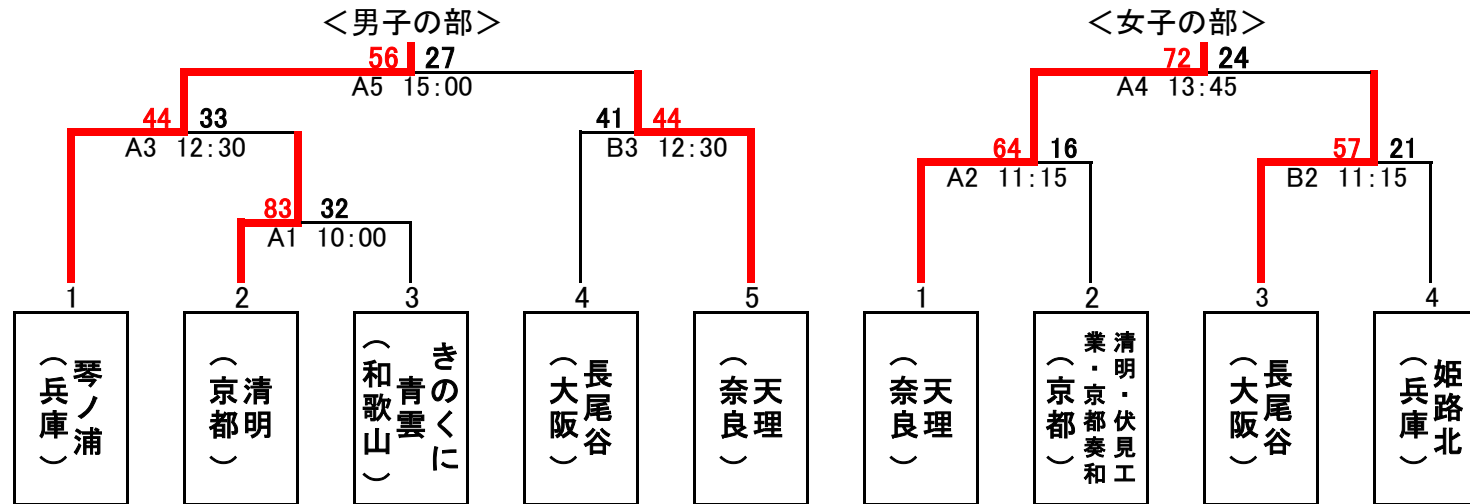 ＜男子の部＞
56 27
A5 15:00
44 33
A3 12:30
41 44
B3 12:30
83 32
A1 10:00
1
2
3
4
5
琴ノ浦
（兵庫）
清明
（京都）
きのくに
青雲
（和歌山）
長尾谷
（大阪）
天理
（奈良）
＜女子の部＞
72 24
A4 13:45
64 16
A2 11:15
57 21
B2 11:15
1
2
3
4
天理
（奈良）
清明・伏見工
業・京都奏和
（京都）
長尾谷
（大阪）
姫路北
（兵庫）